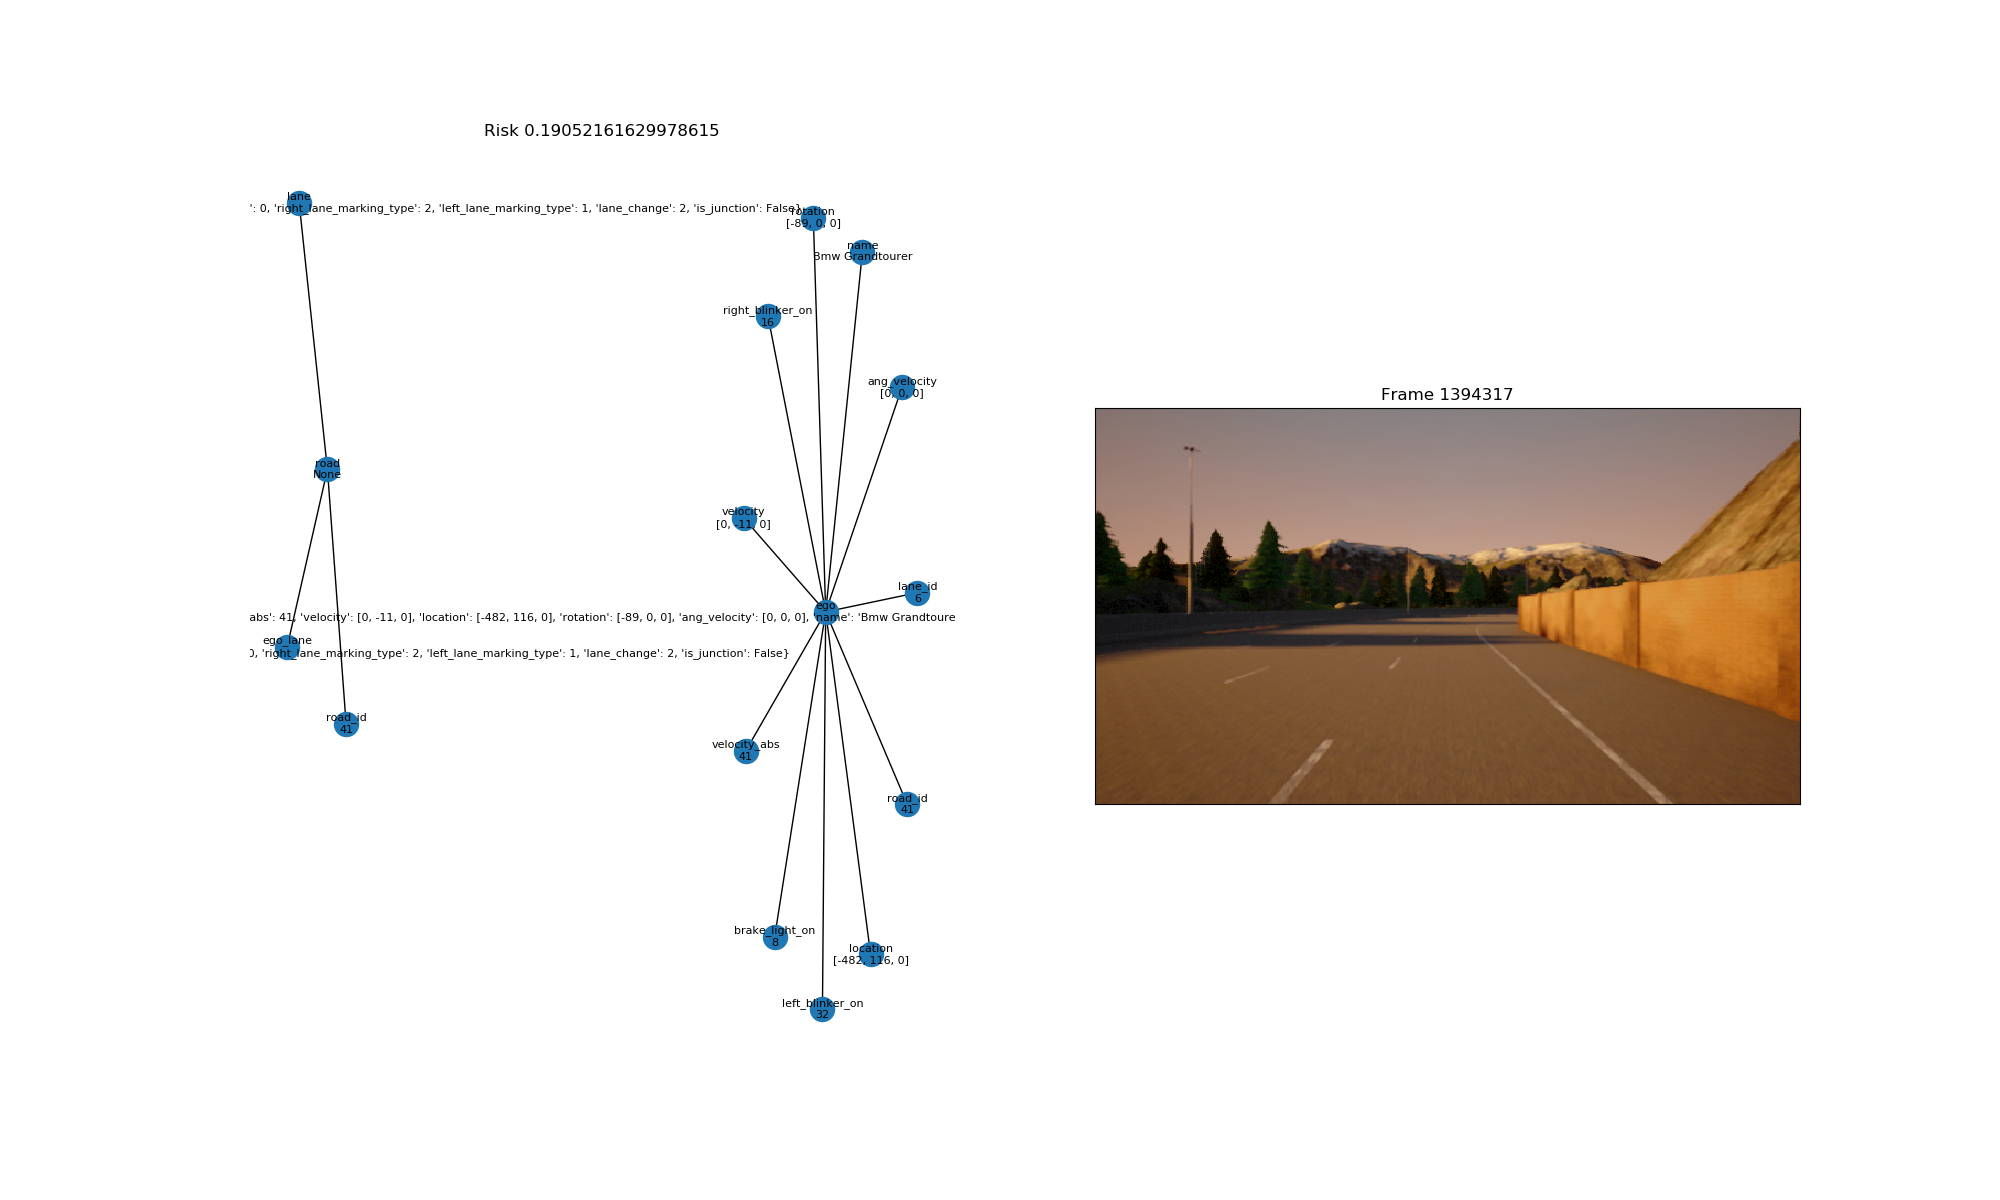 Risk 0.19052161629978615
lane
': 0, 'right_lane_marking_type': 2, 'left_lane_marking_type': 1, 'lane_change': 2, 'is_junction': False}
rotation
[-89, 0, 0]
name
Bmw Grandtourer
right_blinker_on
16
ang_velocity
[0, 0, 0]
Frame 1394317
road
None
velocity
[0, -11, 0]
lane_id
6
ego
abs': 41, 'velocity': [0, -11, 0], 'location': [-482, 116, 0], 'rotation': [-89, 0, 0], 'ang_velocity': [0, 0, 0], 'name': 'Bmw Grandtoure
ego_lane
0, 'right_lane_marking_type': 2, 'left_lane_marking_type': 1, 'lane_change': 2, 'is_junction': False}
road_id
41
velocity_abs
41
road_id
41
brake_light_on
8
location
[-482, 116, 0]
left_blinker_on
32